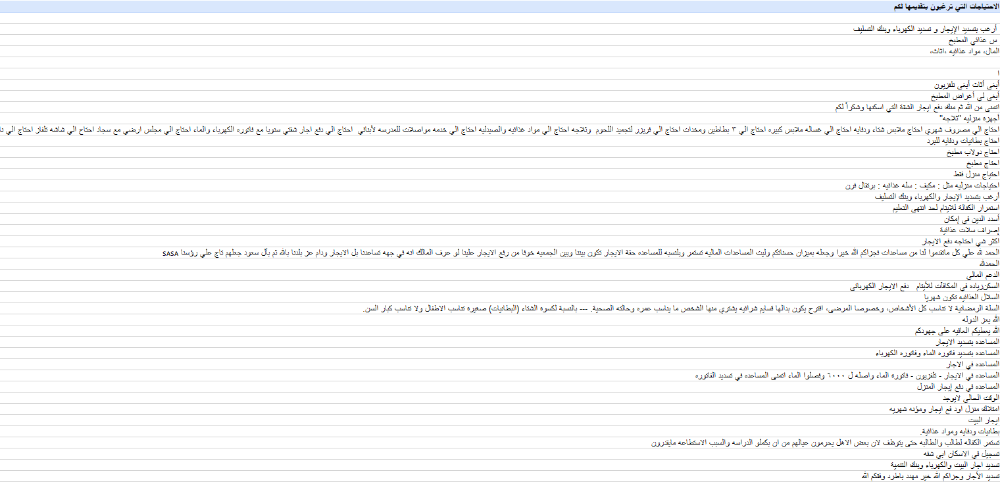 الاحتياجات التي ترغبون بتقديمها لكم
أرغب بتسديد الإيجار و تسديد الكهرباء وبنك التسليف
س غذائي المطبخ
المال، مواد غذائيه ،اثاث،
ا
أبغى أثاث أبغى تلفزيون
أبغى لي أغراض المطبخ
اتمنى من الله ثم منك دفع ايجار الشقة التي اسكنها وشكراً لكم
أجهزة منزليه "ثلاجه"
احتاج الي مصروف شهري احتاج ملابس شتاء ودفايه احتاج الي غساله ملابس كبيره احتاج الي ٣ بطاطين ومخدات احتاج الي فريزر لتجميد اللحوم وثلاجه احتاج الي مواد غذائيه والصيدليه احتاج الي خدمه مواصلات للمدرسه لأبنائي احتاج الي دفع اجار شقتي سنويا مع فاتوره الكهرباء والماء احتاج الي مجلس ارضي مع سجاد احتاج الي شاشه تلفاز احتاج الي
احتاج بطانيات ودفايه للبرد
احتاج دولاب مطبخ
احتاج مطبخ
احتياج منزل فقط
احتياجات منزليه مثل : مكيف : سله غذائيه : برتقال فرن
أرغب بتسديد الإيجار والكهرباء وبنك التسليف
استمرار الكفالة للايتام لحد انتهى التعليم
أسدد الدين في إمكان
إصراف سلات غذائية
اكثر شي احتاجه دفع الايجار
الحمد لله علي كل ماتقدموا لنا من مساعدات فجزاكم الله خيرا وجعله بميزان حسناتكم وليت المساعدات الماليه تستمر وبلنسبه للمساعده حقة الايجار تكون بيننا وبين الجمعيه خوفا من رفع الايجار علينا لو عرف المالك انه في جهه تساعدنا بل الايجار ودام عز بلدنا بالله ثم بآل سعود جعلهم تاج علي رؤسنا SASA
الحمدلله
الدعم المالي
السكن‌زياده في المكافآت للأيتام دفع الايجار الكهربائى
السلال الغذائيه تكون شهريا
السلة الرمضانية لا تناسب كل الأشخاص، وخصوصا المرضى، اقترح يكون بدالها قسايم شرائيه يشتري منها الشخص ما يناسب عمره وحالته الصحية. --- بالنسبة لكسوة الشتاء (البطانيات) صغيرة تناسب الاطفال ولا تناسب كبار السن.
الله يعز الدوله
الله يعطيكم العافيه على جهودكم
المساعده بتسديد الايجار
المساعده بتسديد فاتوره الماء وفاتوره الكهرباء
المساعده في الاجار
المساعده في الايجار - تلفزيون - فاتورة الماء واصله ل ٦٠٠٠ وفصلوا الماء اتمنى المساعده في تسديد الفاتوره
المساعده في دفع إيجار المنزل
الوقت الحالي لايوجد
امتلاك منزل اود فع ايجار ومؤنه شهريه
ايجار البيت
بطانيات ودفايه ومواد غذائية.
تستمر الكفاله لطالب والطالبه حتى يتوظف لان بعض الاهل يحرمون عيالهم من ان بكملو الدراسه والسبب الاستطاعه مايقدرون
تسجيل في الاسكان ابي شقه
تسديد اجار البيت والكهرباء وبنك التنمية
تسديد الأجار وجزاكم الله خير مهدد باطرد وفقكم الله